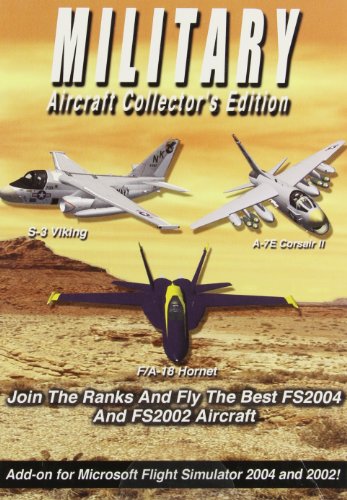 MILITARY
Aircraft Collector's Edition
S-3 Viking
A-7E Corsair II
F/A-18 Hornet
Join The Ranks And Fly The Best FS2004
And FS2002 Aircraft
Add-on for Microsoft Flight Simulator 2004 and 2002!